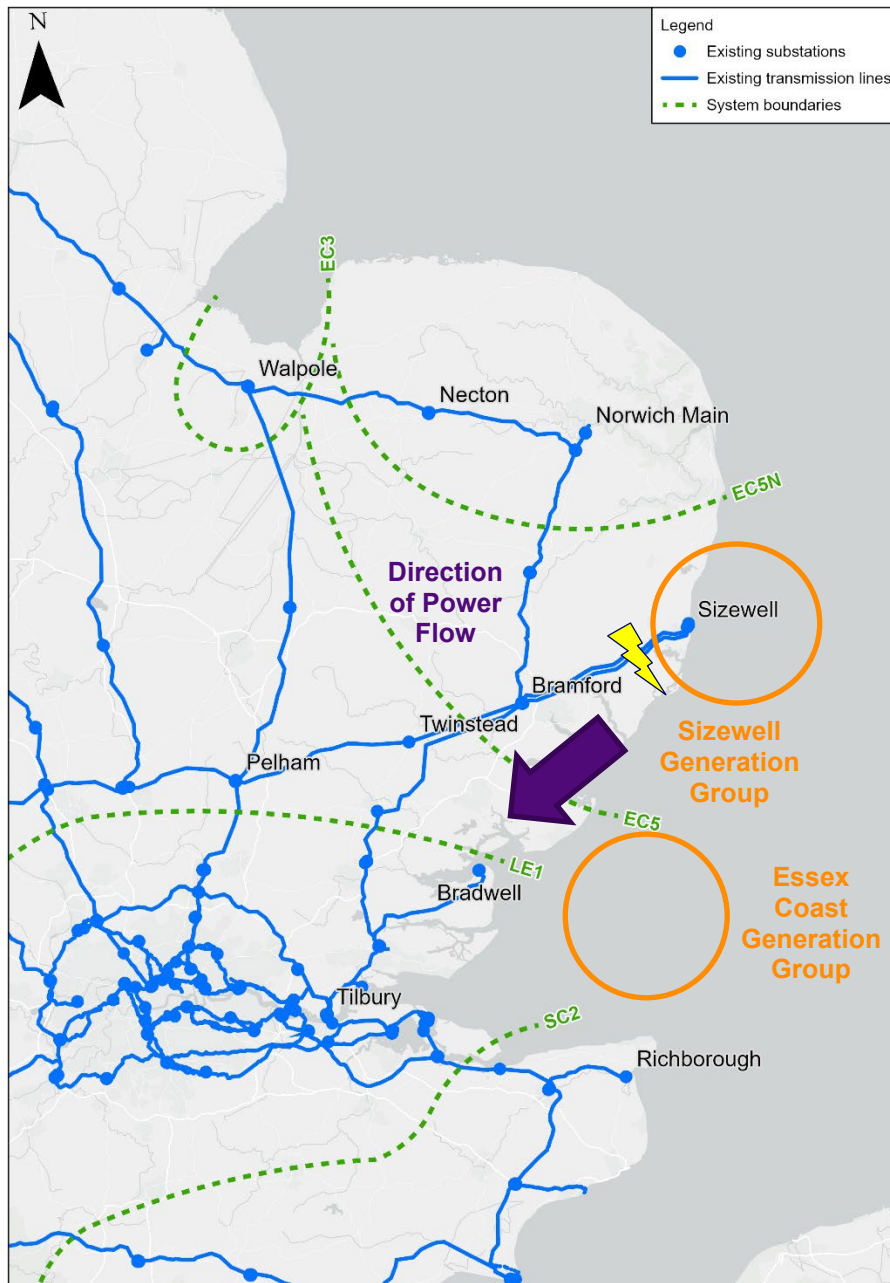 N
Legend
Existing substations
Existing transmission lines
System boundaries
EC3
Walpole
Necton
Norwich Main
EC5N
Direction
of Power
Flow
Sizewell
Bramford
Twinstead
Sizewell
Generation
Group
Pelham
EC5
LE1
Bradwell
Essex
Coast
Generation
Group
Tilbury
SC2
Richborough